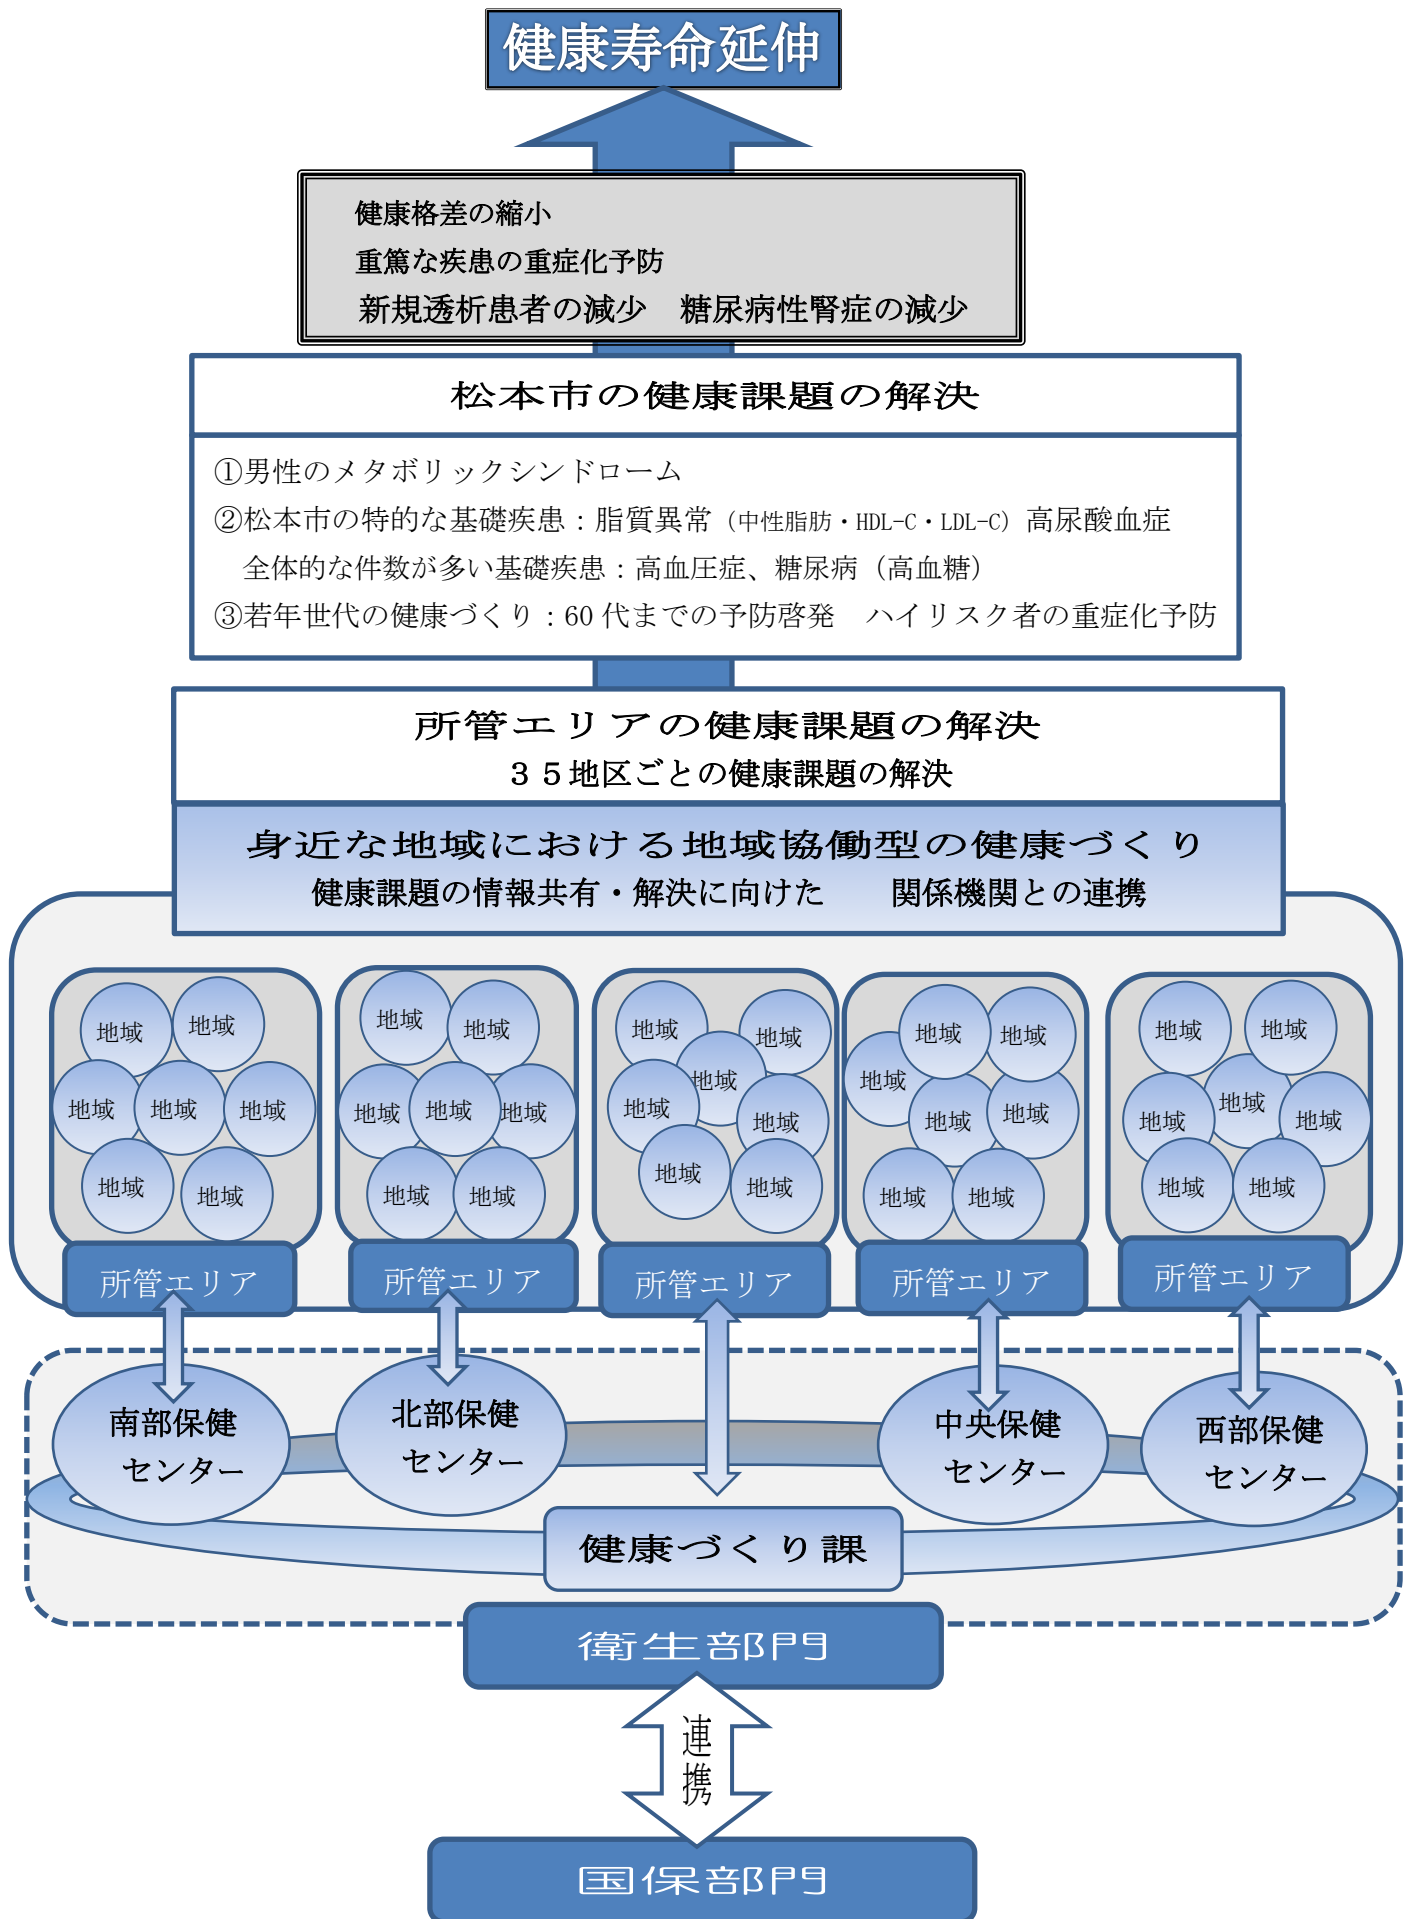 健康寿命延伸
健康格差の縮小
重篤な疾患の重症化予防
新規透析患者の減少　糖尿病性腎症の減少
松本市の健康課題の解決
①男性のメタボリックシンドローム
②松本市の特的な基礎疾患：脂質異常（中性脂肪・HDL-C・LDL-C）高尿酸血症
全体的な件数が多い基礎疾患：高血圧症、糖尿病（高血糖）
③若年世代の健康づくり：60代までの予防啓発　ハイリスク者の重症化予防
所管エリアの健康課題の解決
３５地区ごとの健康課題の解決
身近な地域における地域協働型の健康づくり
健康課題の情報共有・解決に向けた　　関係機関との連携
地域
地域
地域
地域
地域
地域
地域
所管エリア
地域
地域
地域
地域
地域
地域
地域
所管エリア
地域
地域
地域
地域
地域
地域
地域
所管エリア
地域
地域
地域
地域
地域
地域
地域
所管エリア
地域
地域
地域
地域
地域
地域
地域
所管エリア
南部保健
センター
北部保健
センター
中央保健
センター
西部保健
センター
健康づくり課
衛生部門
連携
国保部門